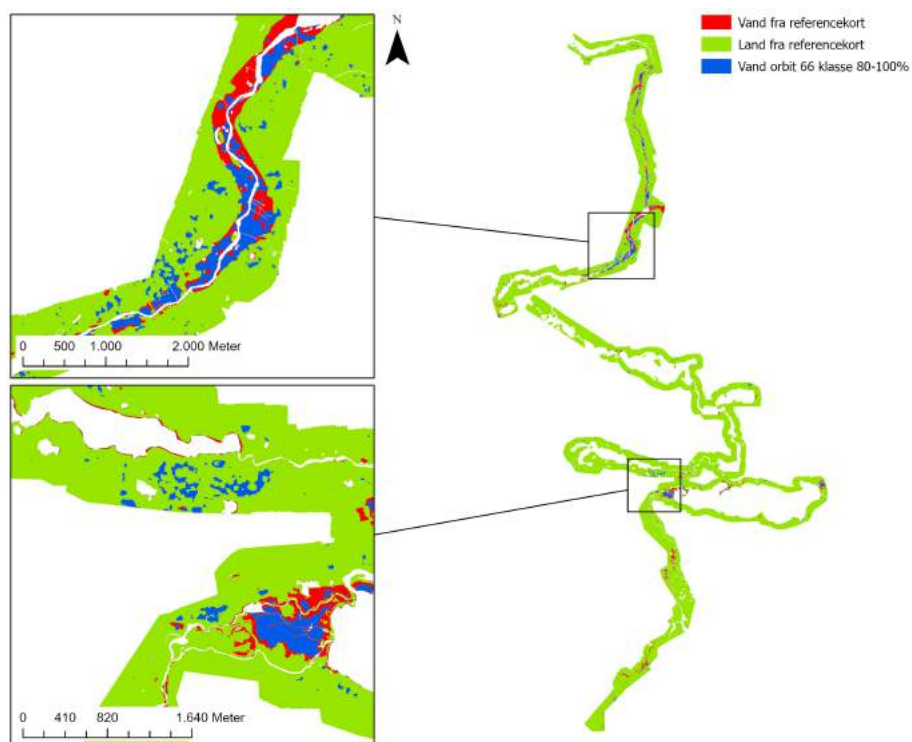 N
Vand fra referencekort
Land fra referencekort
Vand orbit 66 klasse 80-100%
0 500 1.000 2.000 Meter
0 410 820 1.640 Meter